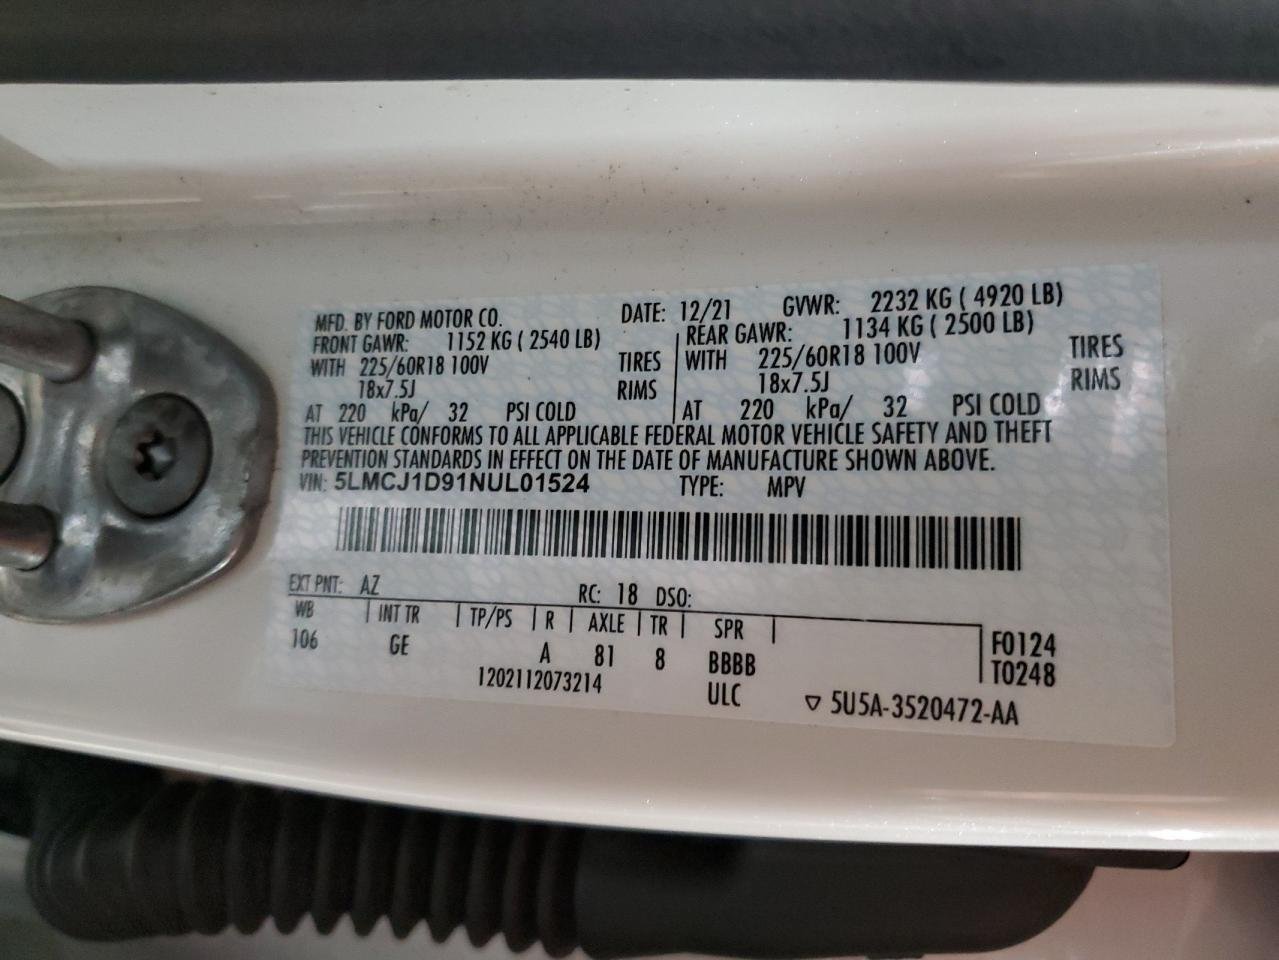 MFD. BY FORD MOTOR CO. DATE: 12/21 GVWR: 2232 KG ( 4920 LB)
FRONT GAWR: 1152 KG ( 2540 LB) REAR GAWR: 1134 KG ( 2500 LB)
WITH 225/60R18 100V TIRES WITH 225/60R18 100V TIRES
18x7.5J RIMS 18x7.5J RIMS
AT 220 kPa/ 32 PSI COLD AT 220 kPa/ 32 PSI COLD
THIS VEHICLE CONFORMS TO ALL APPLICABLE FEDERAL MOTOR VEHICLE SAFETY AND THEFT
PREVENTION STANDARDS IN EFFECT ON THE DATE OF MANUFACTURE SHOWN ABOVE.
VIN: 5LMCJ1D91NUL01524 TYPE: MPV
EXT PNT: AZ RC: 18 DSO:
WB INT TR TP/PS R AXLE TR SPR F0124
106 GE A 81 8 BBBB T0248
1202112073214 ULC ▽ 5U5A-3520472-AA